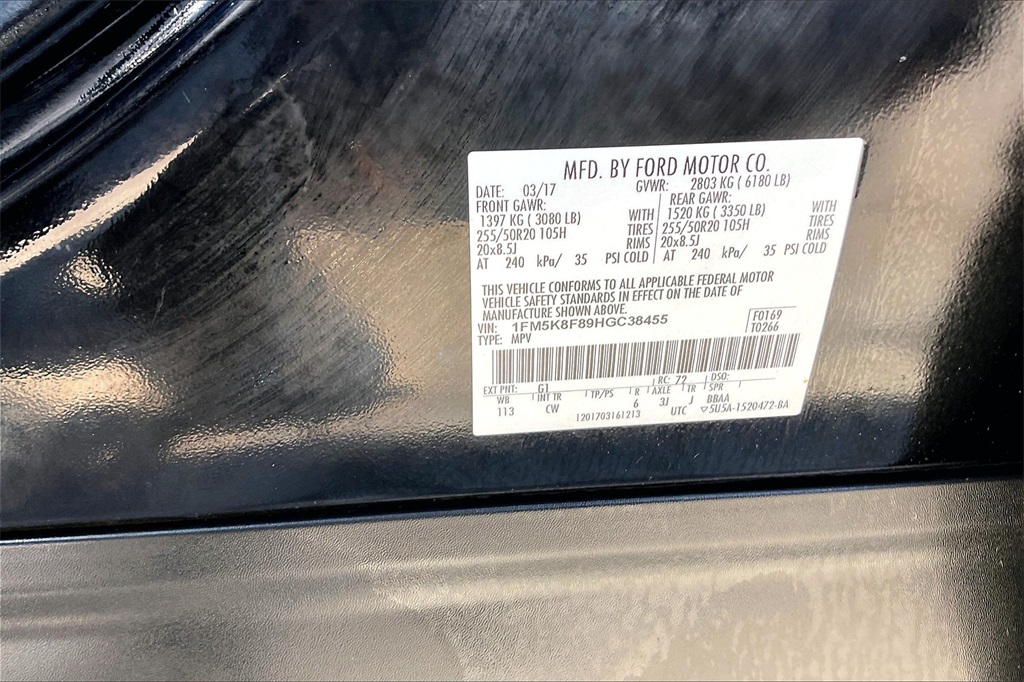 MFD. BY FORD MOTOR CO.
DATE: 03/17 GVWR: 2803 KG ( 6180 LB)
FRONT GAWR: REAR GAWR:
1397 KG ( 3080 LB) WITH 1520 KG ( 3350 LB) WITH
255/50R20 105H TIRES 255/50R20 105H TIRES
20x8.5J RIMS 20x8.5J RIMS
AT 240 kPa/ 35 PSI COLD AT 240 kPa/ 35 PSI COLD
THIS VEHICLE CONFORMS TO ALL APPLICABLE FEDERAL MOTOR
VEHICLE SAFETY STANDARDS IN EFFECT ON THE DATE OF
MANUFACTURE SHOWN ABOVE.
VIN: 1FM5K8F89HGC38455 F0169
TYPE: MPV T0266
EXT PNT: G1 RC: 72 DSO:
WB INT TR TP/PS R AXLE TR SPR
113 CW 6 3J J BBAA
1201703161213 UTC ▽5U5A-1520472-BA